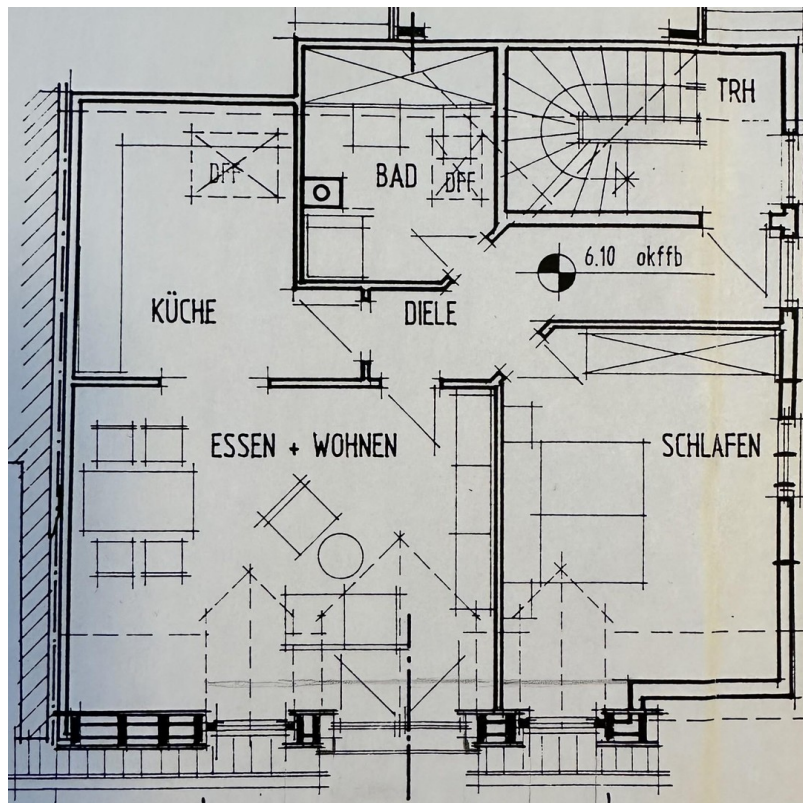 TRH
DFF
BAD
DFF
6.10 okffb
KÜCHE
DIELE
ESSEN + WOHNEN
SCHLAFEN